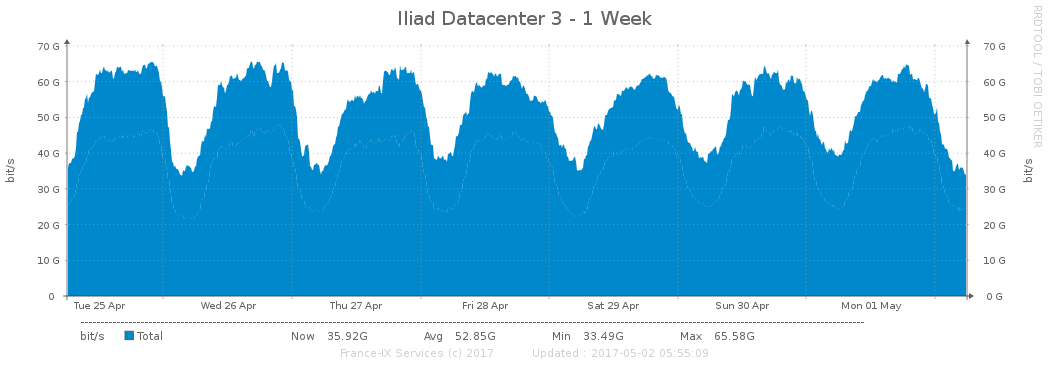 Iliad Datacenter 3 - 1 Week
RRDTOOL / TOBI OETIKER
70 G 70 G
60 G 60 G
50 G 50 G
40 G 40 G
30 G 30 G
20 G 20 G
10 G 10 G
0 0 G
bit/s bit/s
Tue 25 Apr Wed 26 Apr Thu 27 Apr Fri 28 Apr Sat 29 Apr Sun 30 Apr Mon 01 May
bit/s Total Now 35.92G Avg 52.85G Min 33.49G Max 65.58G
France-IX Services (c) 2017 Updated : 2017-05-02 05:55:09